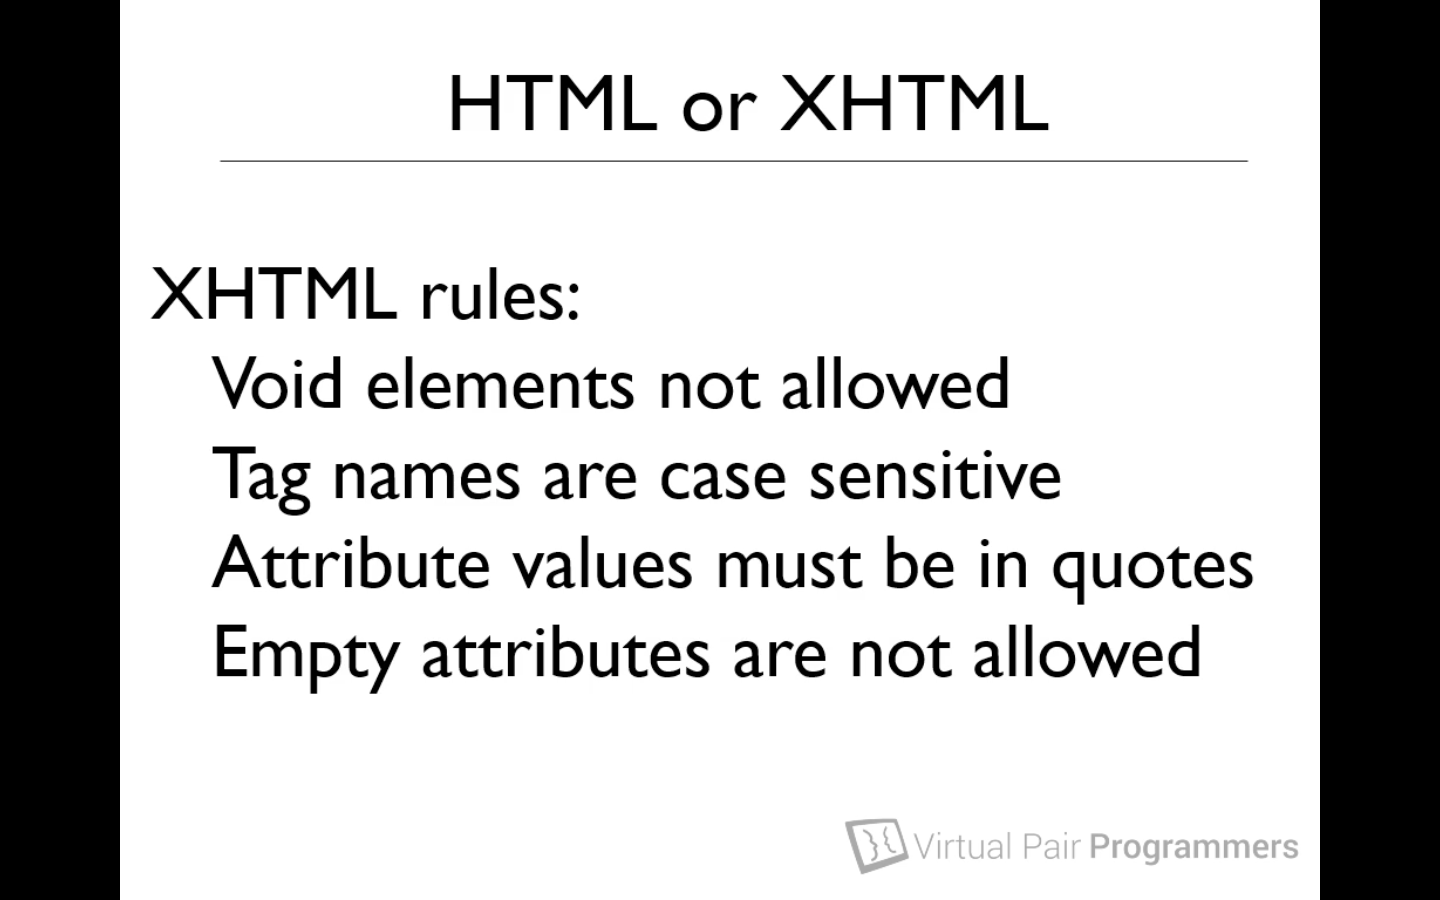 HTML or XHTML
XHTML rules:
Void elements not allowed
Tag names are case sensitive
Attribute values must be in quotes
Empty attributes are not allowed
Virtual Pair Programmers